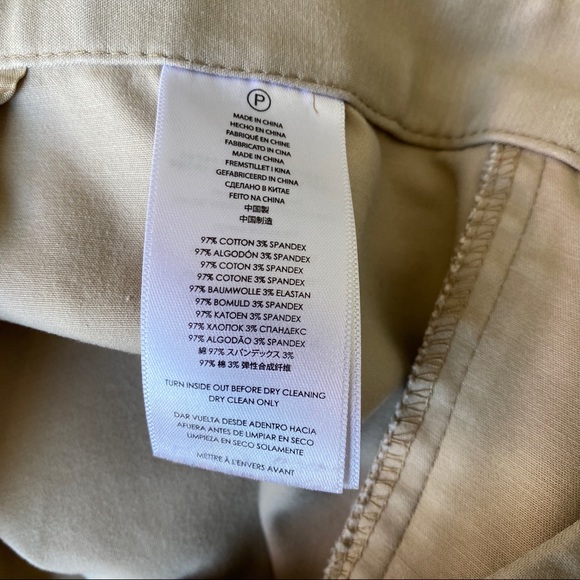 P
MADE IN CHINA
HECHO EN CHINA
FABRIQUÉ EN CHINE
FABBRICATO IN CINA
MADE IN CHINA
FREMSTILLET I KINA
GEFABRICEERD IN CHINA
СДЕЛАНО В КИТАЕ
FEITO NA CHINA
中国製
中国制造
97% COTTON 3% SPANDEX
97% ALGODÓN 3% SPANDEX
97% COTON 3% SPANDEX
97% COTONE 3% SPANDEX
97% BAUMWOLLE 3% ELASTAN
97% BOMULD 3% SPANDEX
97% KATOEN 3% SPANDEX
97% ХЛОПОК 3% СПАНДЕКС
97% ALGODÃO 3% SPANDEX
綿 97% スパンデックス 3%
97% 棉 3% 弹性合成纤维
TURN INSIDE OUT BEFORE DRY CLEANING
DRY CLEAN ONLY
DAR VUELTA DESDE ADENTRO HACIA
AFUERA ANTES DE LIMPIAR EN SECO
LIMPIEZA EN SECO SOLAMENTE
METTRE À L'ENVERS AVANT